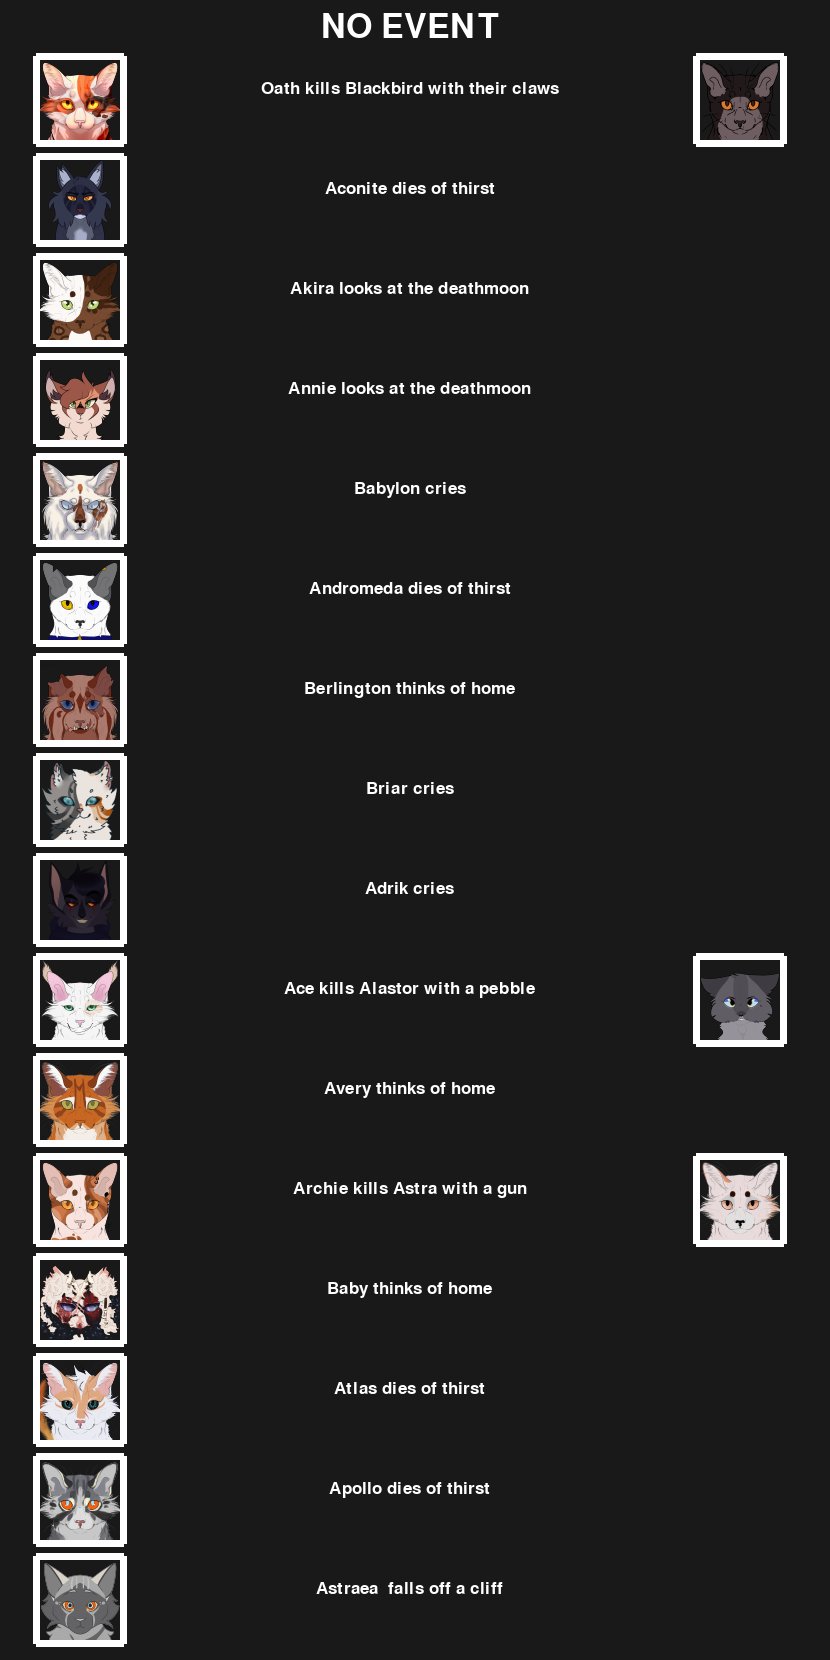 NO EVENT
Oath kills Blackbird with their claws
Aconite dies of thirst
Akira looks at the deathmoon
Annie looks at the deathmoon
Babylon cries
Andromeda dies of thirst
Berlington thinks of home
Briar cries
Adrik cries
Ace kills Alastor with a pebble
Avery thinks of home
Archie kills Astra with a gun
Baby thinks of home
Atlas dies of thirst
Apollo dies of thirst
Astraea  falls off a cliff